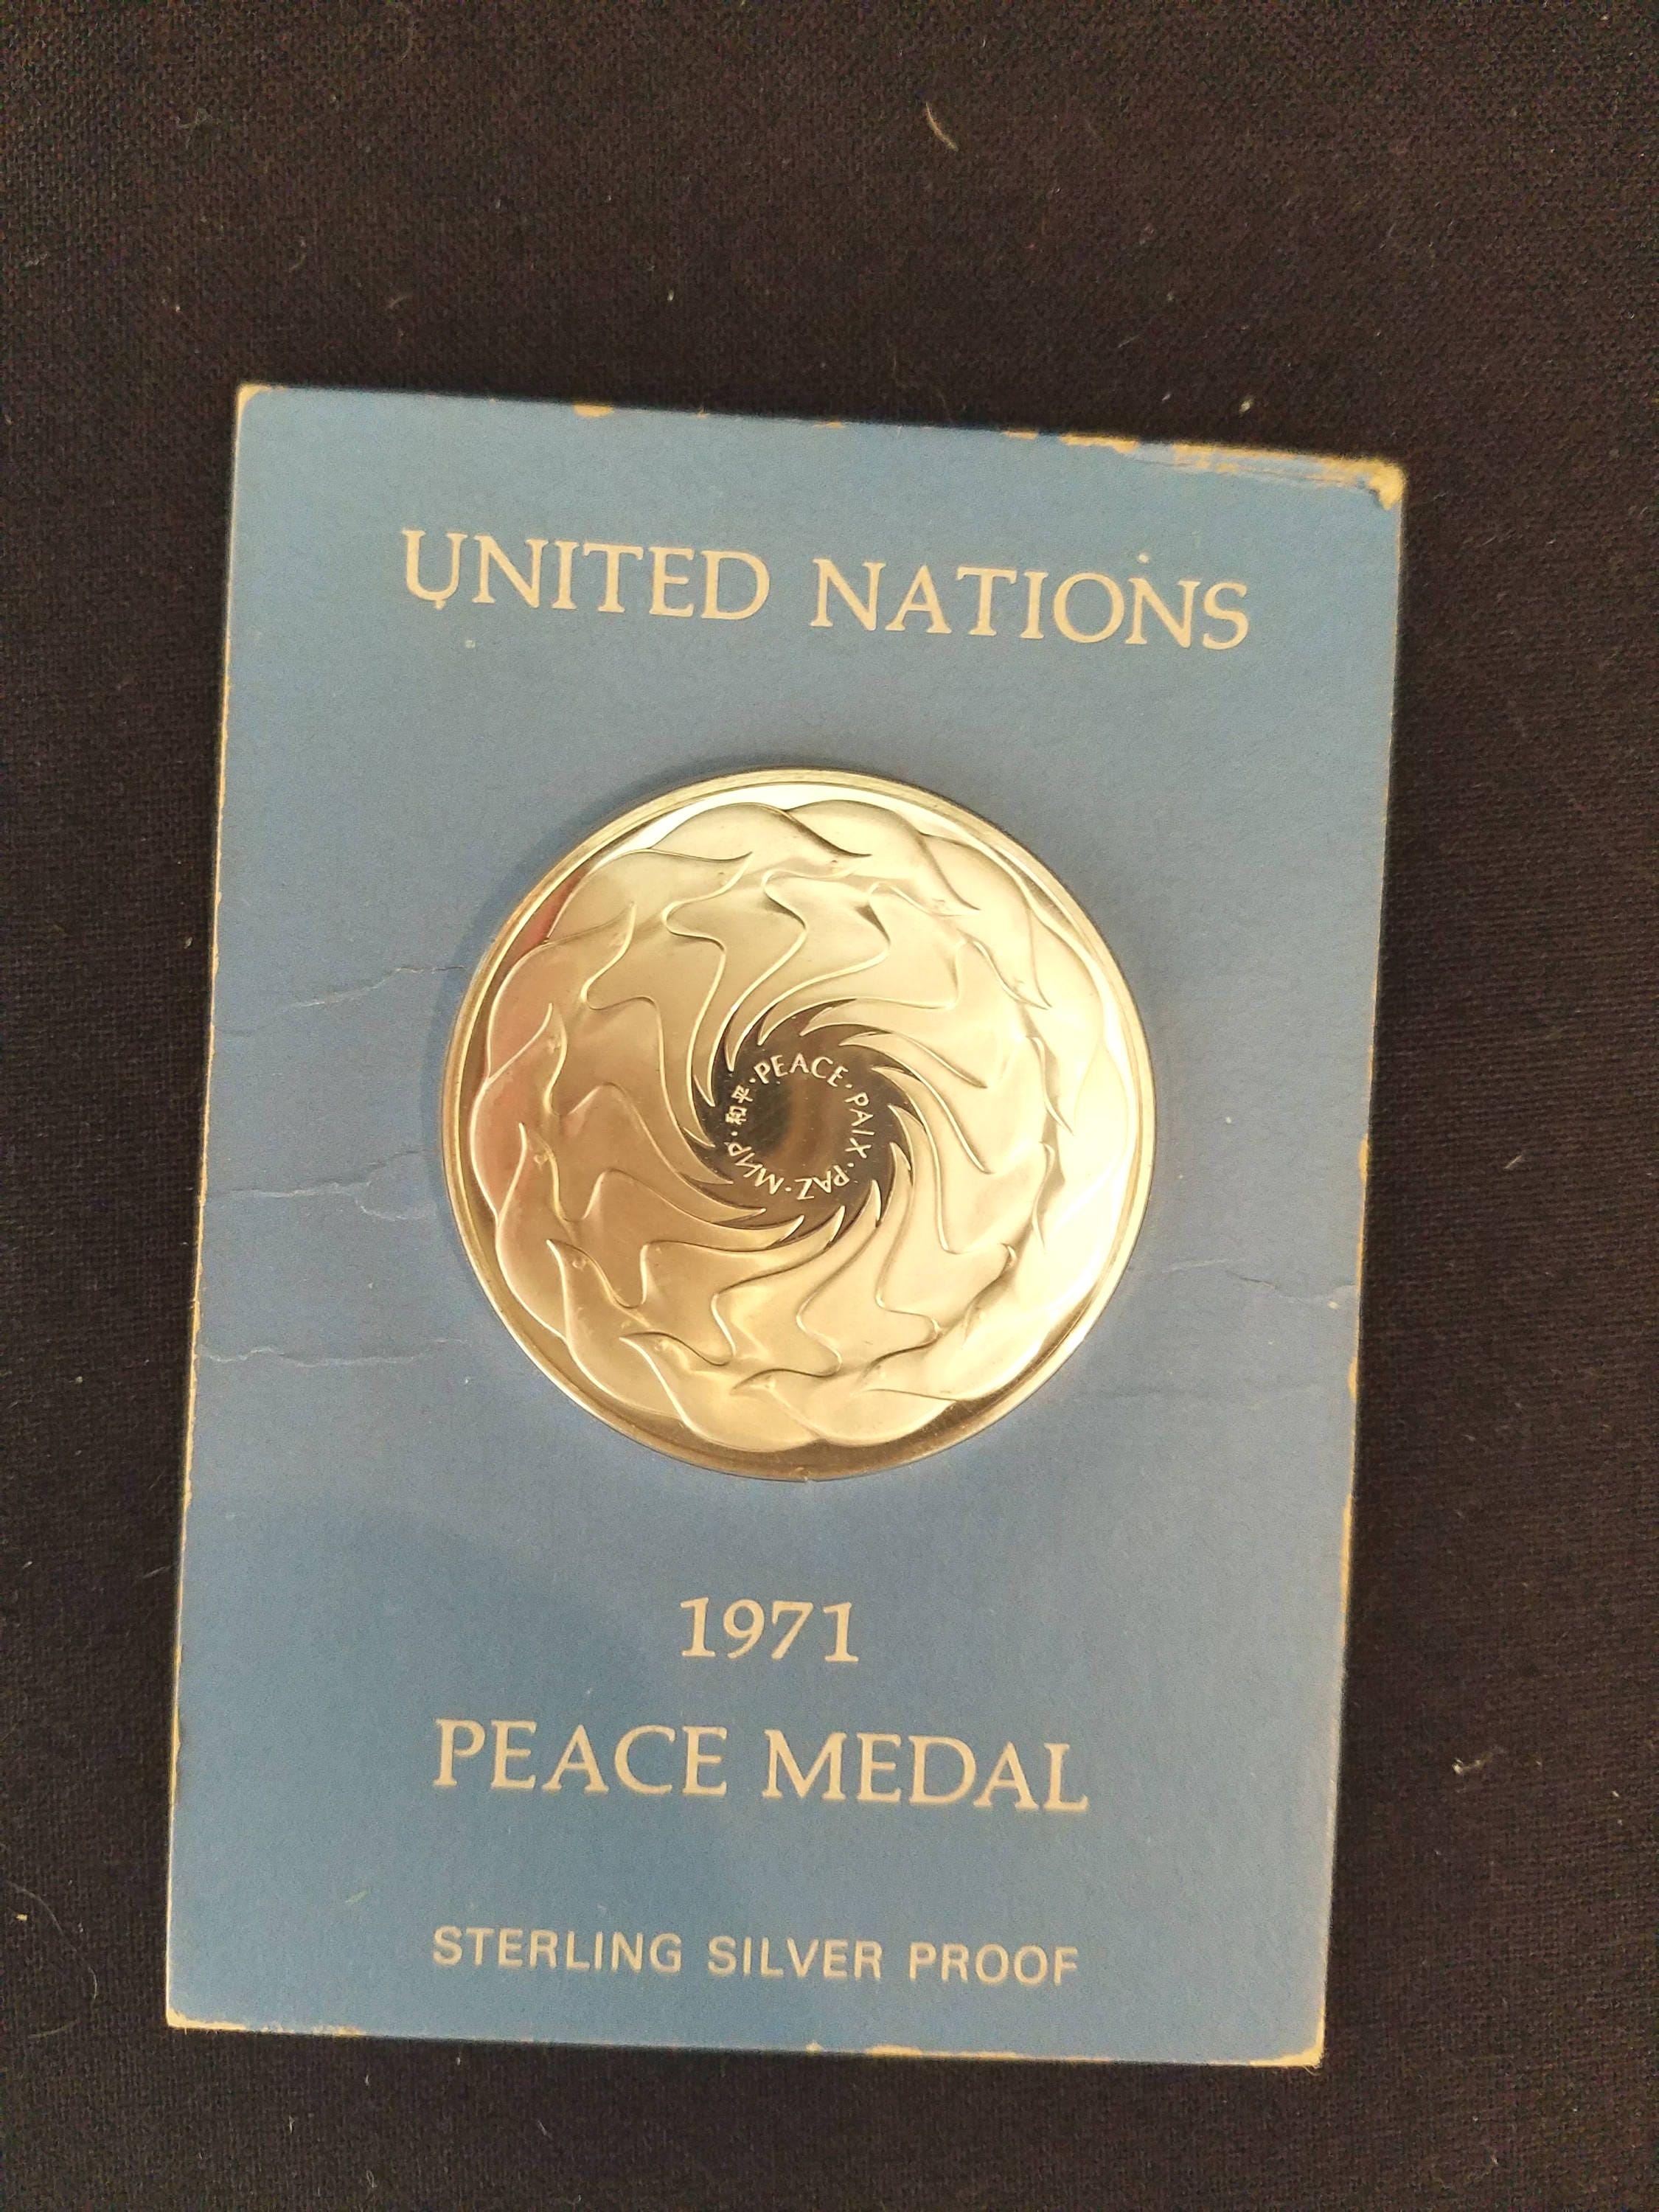 UNITED NATIONS
·PEACE·PAIX·PAZ·МИР·和平
1971
PEACE MEDAL
STERLING SILVER PROOF